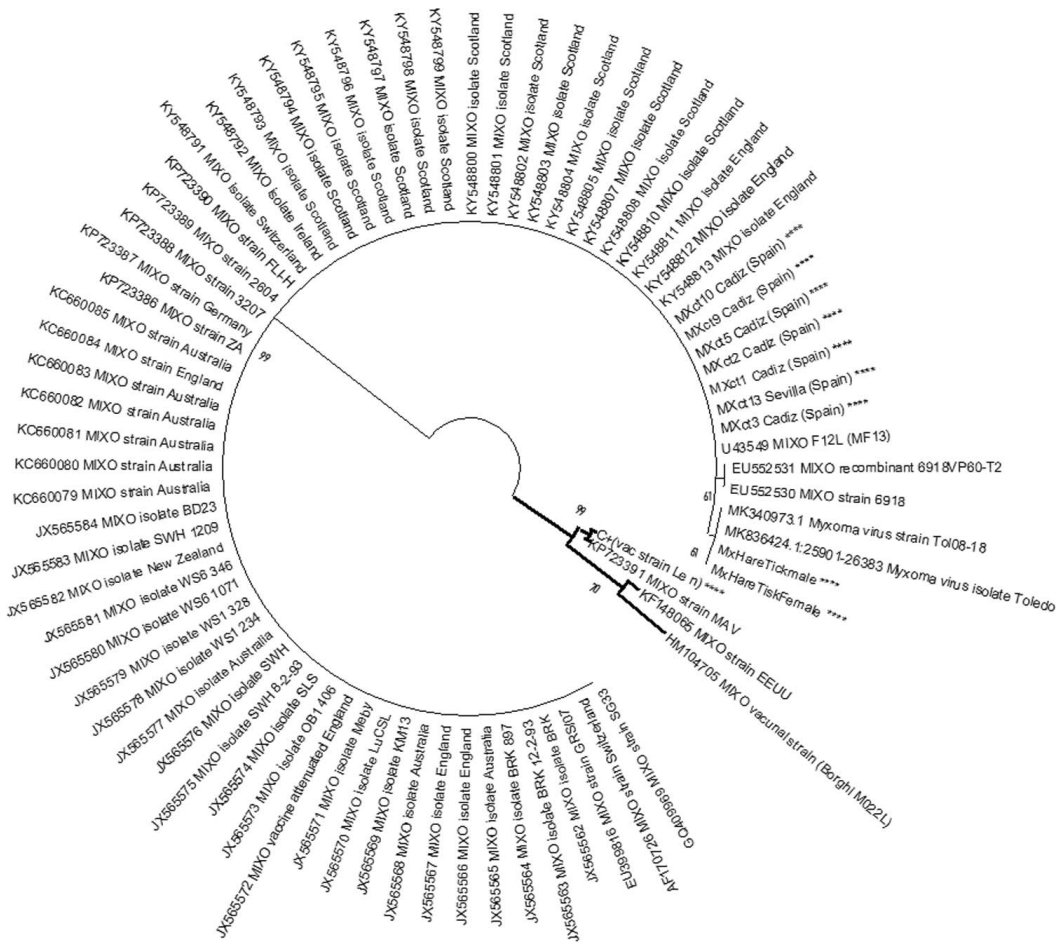 KY548791 MIXO isolate Switzerland
KY548792 MIXO isolate Ireland
KY548793 MIXO isolate Scotland
KY548794 MIXO isolate Scotland
KY548795 MIXO isolate Scotland
KY548796 MIXO isolate Scotland
KY548797 MIXO isolate Scotland
KY548798 MIXO isolate Scotland
KY548799 MIXO isolate Scotland
KY548800 MIXO isolate Scotland
KY548801 MIXO isolate Scotland
KY548802 MIXO isolate Scotland
KY548803 MIXO isolate Scotland
KY548804 MIXO isolate Scotland
KY548805 MIXO isolate Scotland
KY548807 MIXO isolate Scotland
KY549808 MIXO isolate Scotland
KY548810 MIXO isolate Scotland
KY548811 MIXO isolate England
KY548812 MIXO isolate England
KY548813 MIXO isolate England
MXct10 Cadiz (Spain) ****
MXct9 Cadiz (Spain) ****
MXct5 Cadiz (Spain) ****
MXct2 Cadiz (Spain) ****
MXct1 Cadiz (Spain) ****
MXct13 Sevilla (Spain) ****
MXct3 Cadiz (Spain) ****
U43549 MIXO F12L (MF13)
EU552531 MIXO recombinant 6918VP60-T2
EU552530 MIXO strain 6918
MK340973.1 Myxoma virus strain Tol08-18
MK836424.1:25901-26383 Myxoma virus isolate Toledo
MxHareTickmale ****
MxHareTiskFemale ****
C+(vac strain Le n) ****
KP723391 MIXO strain MAV
KF148065 MIXO strain EEUU
HM104705 MIXO vacunal strain (Borghi M022L)
GQ409969 MIXO strain SG33
AF170726 MIXO strain Switzerland
EU399816 MIXO strain GRSI07
JX565562 MIXO isolate BRK
JX565563 MIXO isolate BRK 12-2-93
JX565564 MIXO isolate BRK 897
JX565565 MIXO isolate Australia
JX565566 MIXO isolate England
JX565567 MIXO isolate England
JX565568 MIXO isolate Australia
JX565569 MIXO isolate KM13
JX565570 MIXO isolate LuCSL
JX565571 MIXO isolate Meby
JX565572 MIXO vaccine attenuated England
JX565573 MIXO isolate OB1 406
JX565574 MIXO isolate SLS
JX565575 MIXO isolate SWH 8-2-93
JX565576 MIXO isolate SWH
JX565577 MIXO isolate Australia
JX565578 MIXO isolate WS1 234
JX565579 MIXO isolate WS1 328
JX565580 MIXO isolate WS6 1071
JX565581 MIXO isolate WS6 346
JX565582 MIXO isolate New Zealand
JX565583 MIXO isolate SWH 1209
JX565584 MIXO isolate BD23
KC660079 MIXO strain Australia
KC660080 MIXO strain Australia
KC660081 MIXO strain Australia
KC660082 MIXO strain Australia
KC660083 MIXO strain Australia
KC660084 MIXO strain England
KC660085 MIXO strain Australia
KP723386 MIXO strain ZA
KP723387 MIXO strain Germany
KP723388 MIXO strain 3207
KP723389 MIXO strain 2604
KP723390 MIXO strain FLI-H
99
61
61
99
70